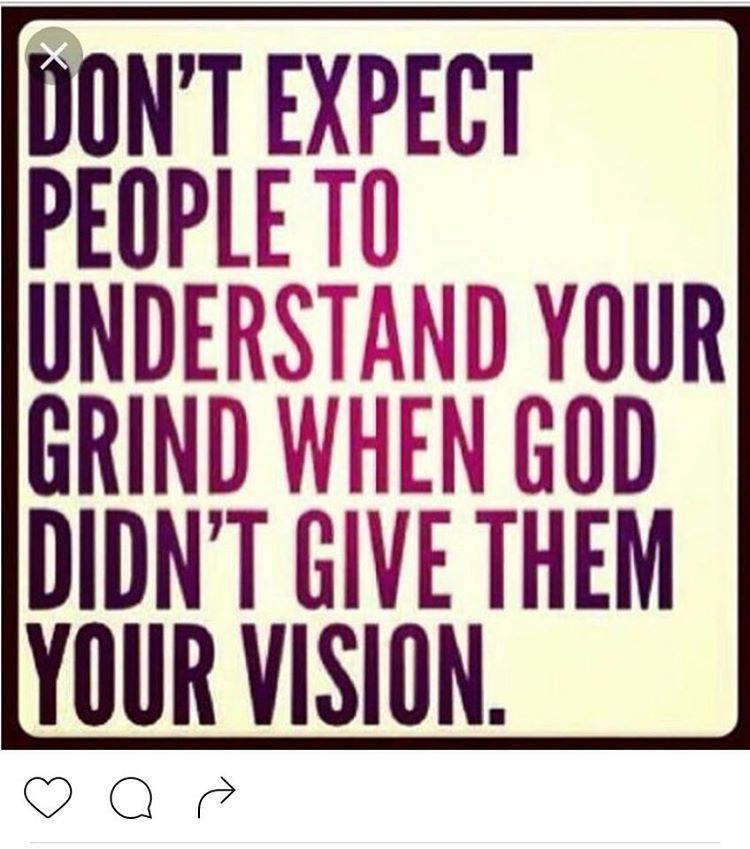 DON'T EXPECT
PEOPLE TO
UNDERSTAND YOUR
GRIND WHEN GOD
DIDN'T GIVE THEM
YOUR VISION.